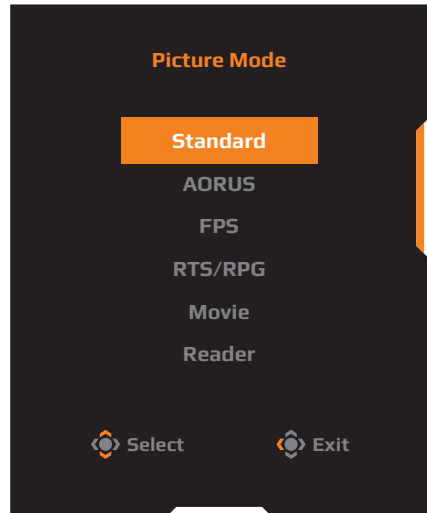 Picture Mode
Standard
AORUS
FPS
RTS/RPG
Movie
Reader
Select Exit